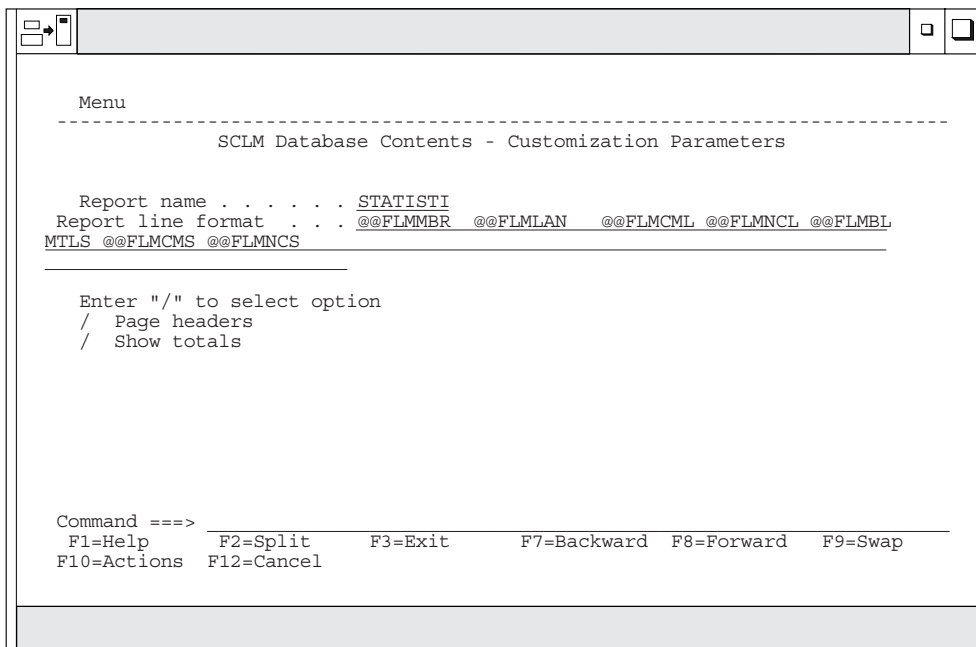 Menu
-----------------------------------------------------------------------------
SCLM Database Contents - Customization Parameters
Report name . . . . . . STATISTI
Report line format . . . @@FLMMBR @@FLMLAN @@FLMCML @@FLMNCL @@FLMBL
MTLS @@FLMCMS @@FLMNCS
Enter "/" to select option
/ Page headers
/ Show totals
Command ===>
F1=Help F2=Split F3=Exit F7=Backward F8=Forward F9=Swap
F10=Actions F12=Cancel